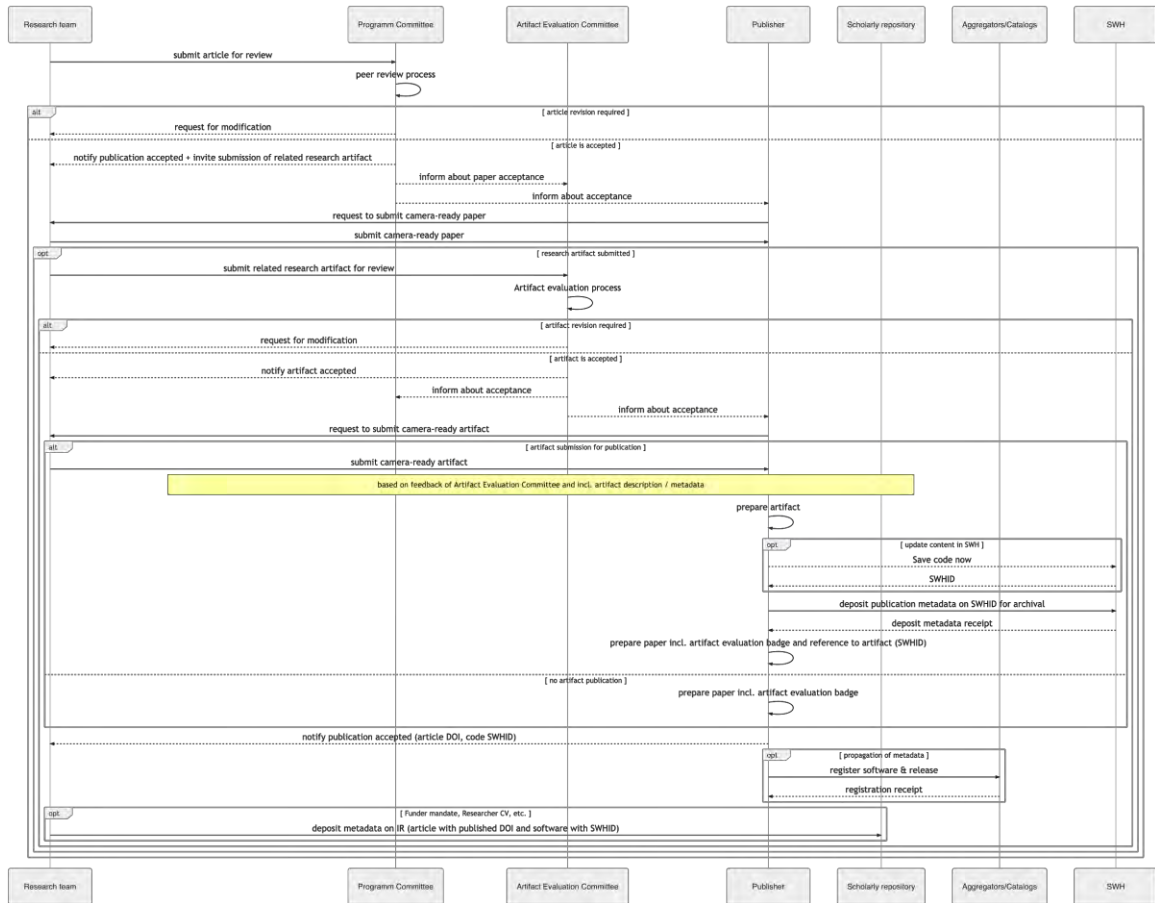 Research team
Programm Committee
Artifact Evaluation Committee
Publisher
Scholarly repository
Aggregators/Catalogs
SWH
submit article for review
peer review process
alt
[ article revision required ]
request for modification
[ article is accepted ]
notify publication accepted + invite submission of related research artifact
inform about paper acceptance
inform about acceptance
request to submit camera-ready paper
submit camera-ready paper
opt
[ research artifact submitted ]
submit related research artifact for review
Artifact evaluation process
alt
[ artifact revision required ]
request for modification
[ artifact is accepted ]
notify artifact accepted
inform about acceptance
inform about acceptance
request to submit camera-ready artifact
alt
[ artifact submission for publication ]
submit camera-ready artifact
based on feedback of Artifact Evaluation Committee and incl. artifact description / metadata
prepare artifact
opt
[ update content in SWH ]
Save code now
SWHID
deposit publication metadata on SWHID for archival
deposit metadata receipt
prepare paper incl. artifact evaluation badge and reference to artifact (SWHID)
[ no artifact publication ]
prepare paper incl. artifact evaluation badge
notify publication accepted (article DOI, code SWHID)
opt
[ propagation of metadata ]
register software & release
registration receipt
opt
[ Funder mandate, Researcher CV, etc. ]
deposit metadata on IR (article with published DOI and software with SWHID)
Research team
Programm Committee
Artifact Evaluation Committee
Publisher
Scholarly repository
Aggregators/Catalogs
SWH